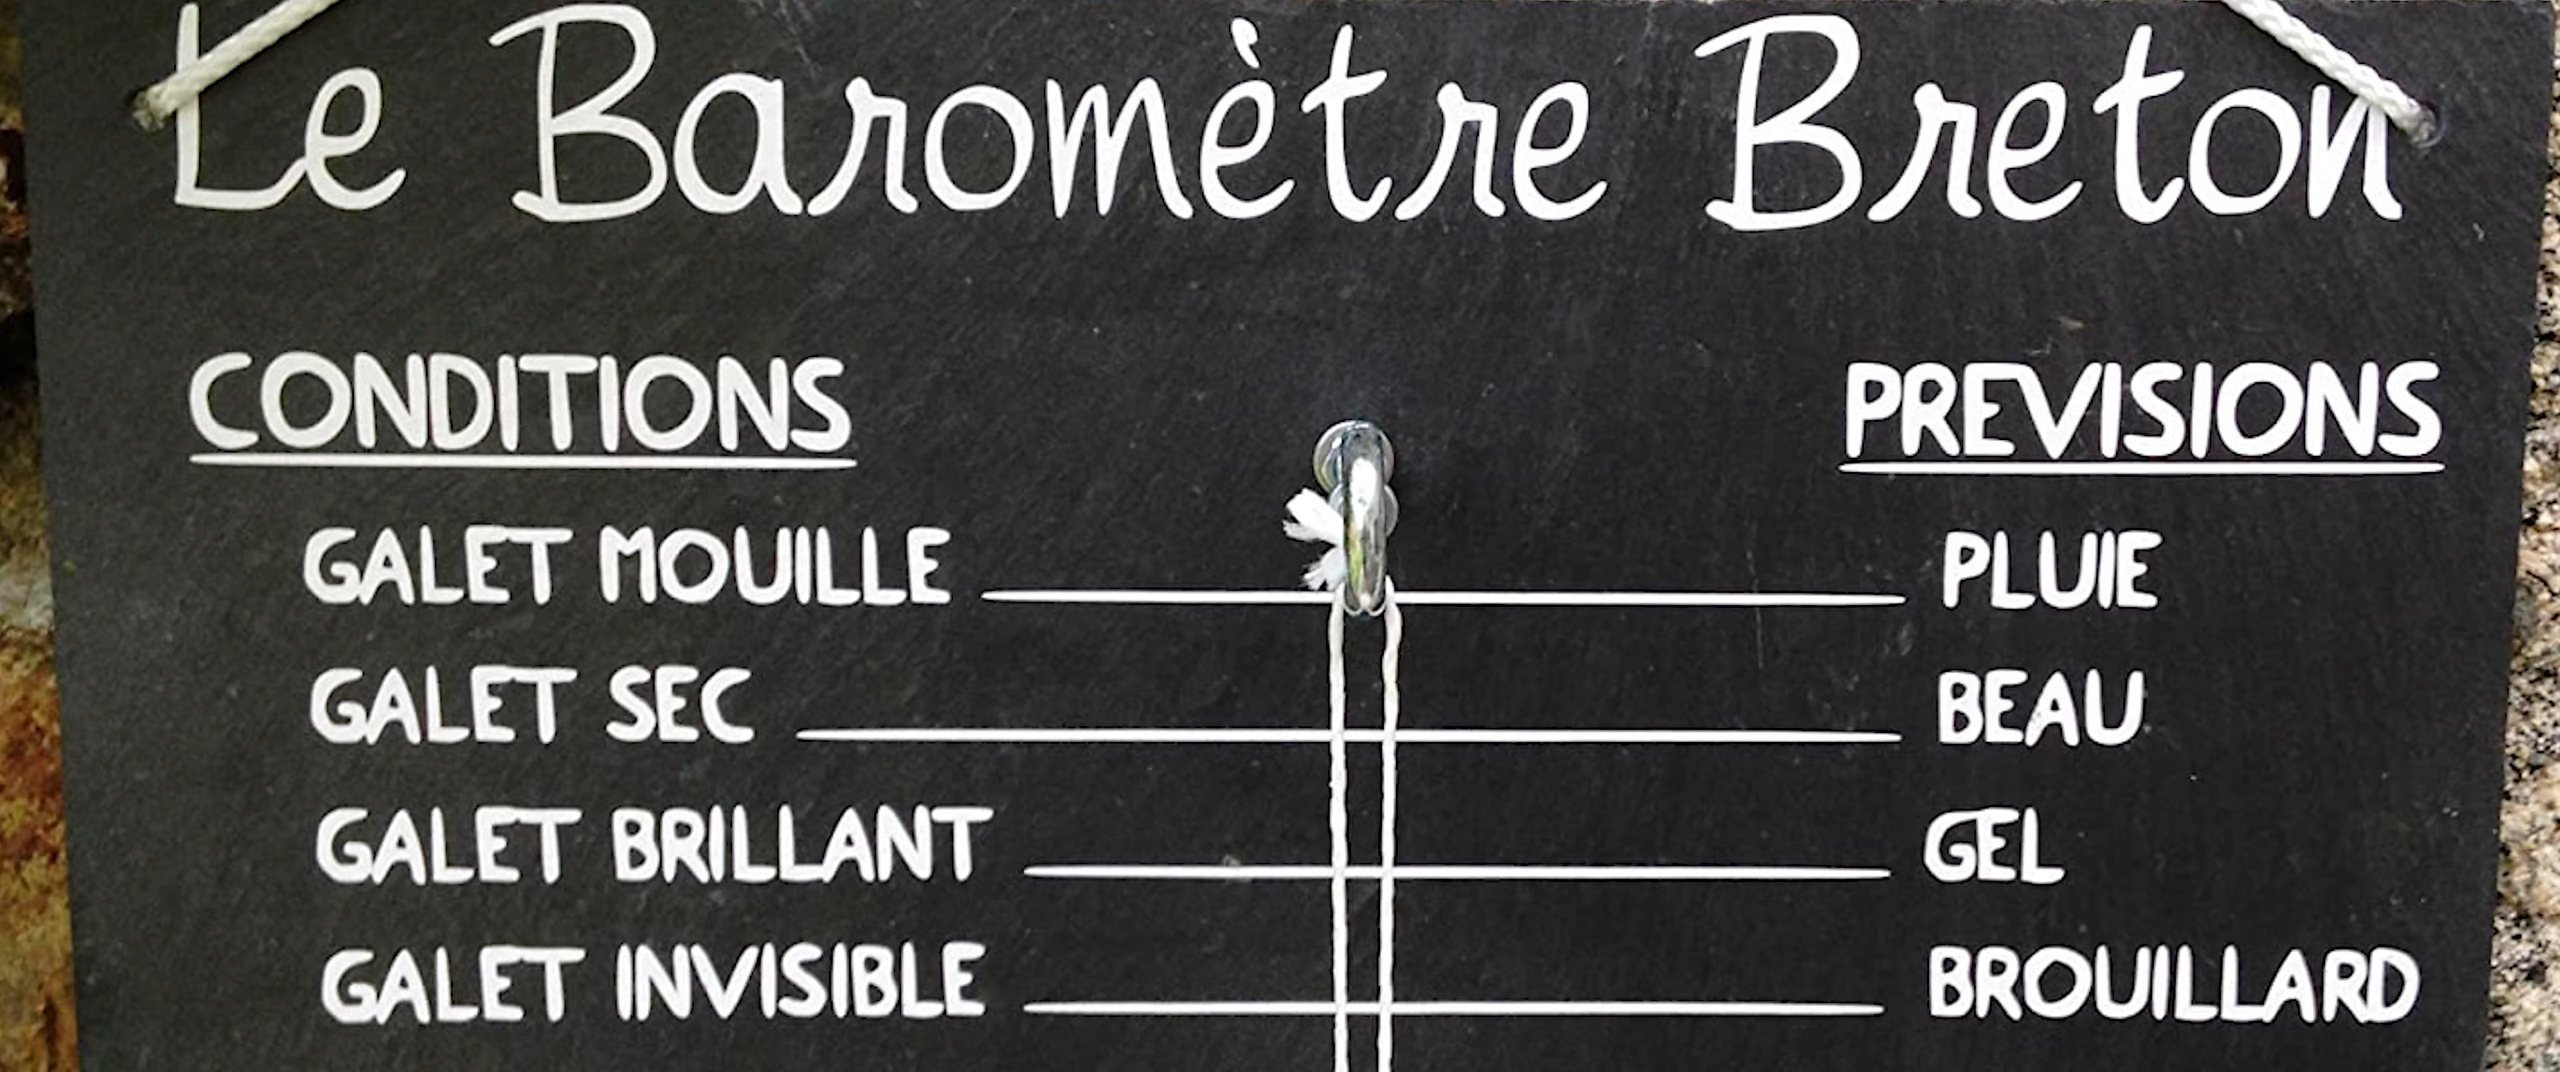 Le Baromètre Breton
CONDITIONS PREVISIONS
GALET MOUILLE PLUIE
GALET SEC BEAU
GALET BRILLANT GEL
GALET INVISIBLE BROUILLARD